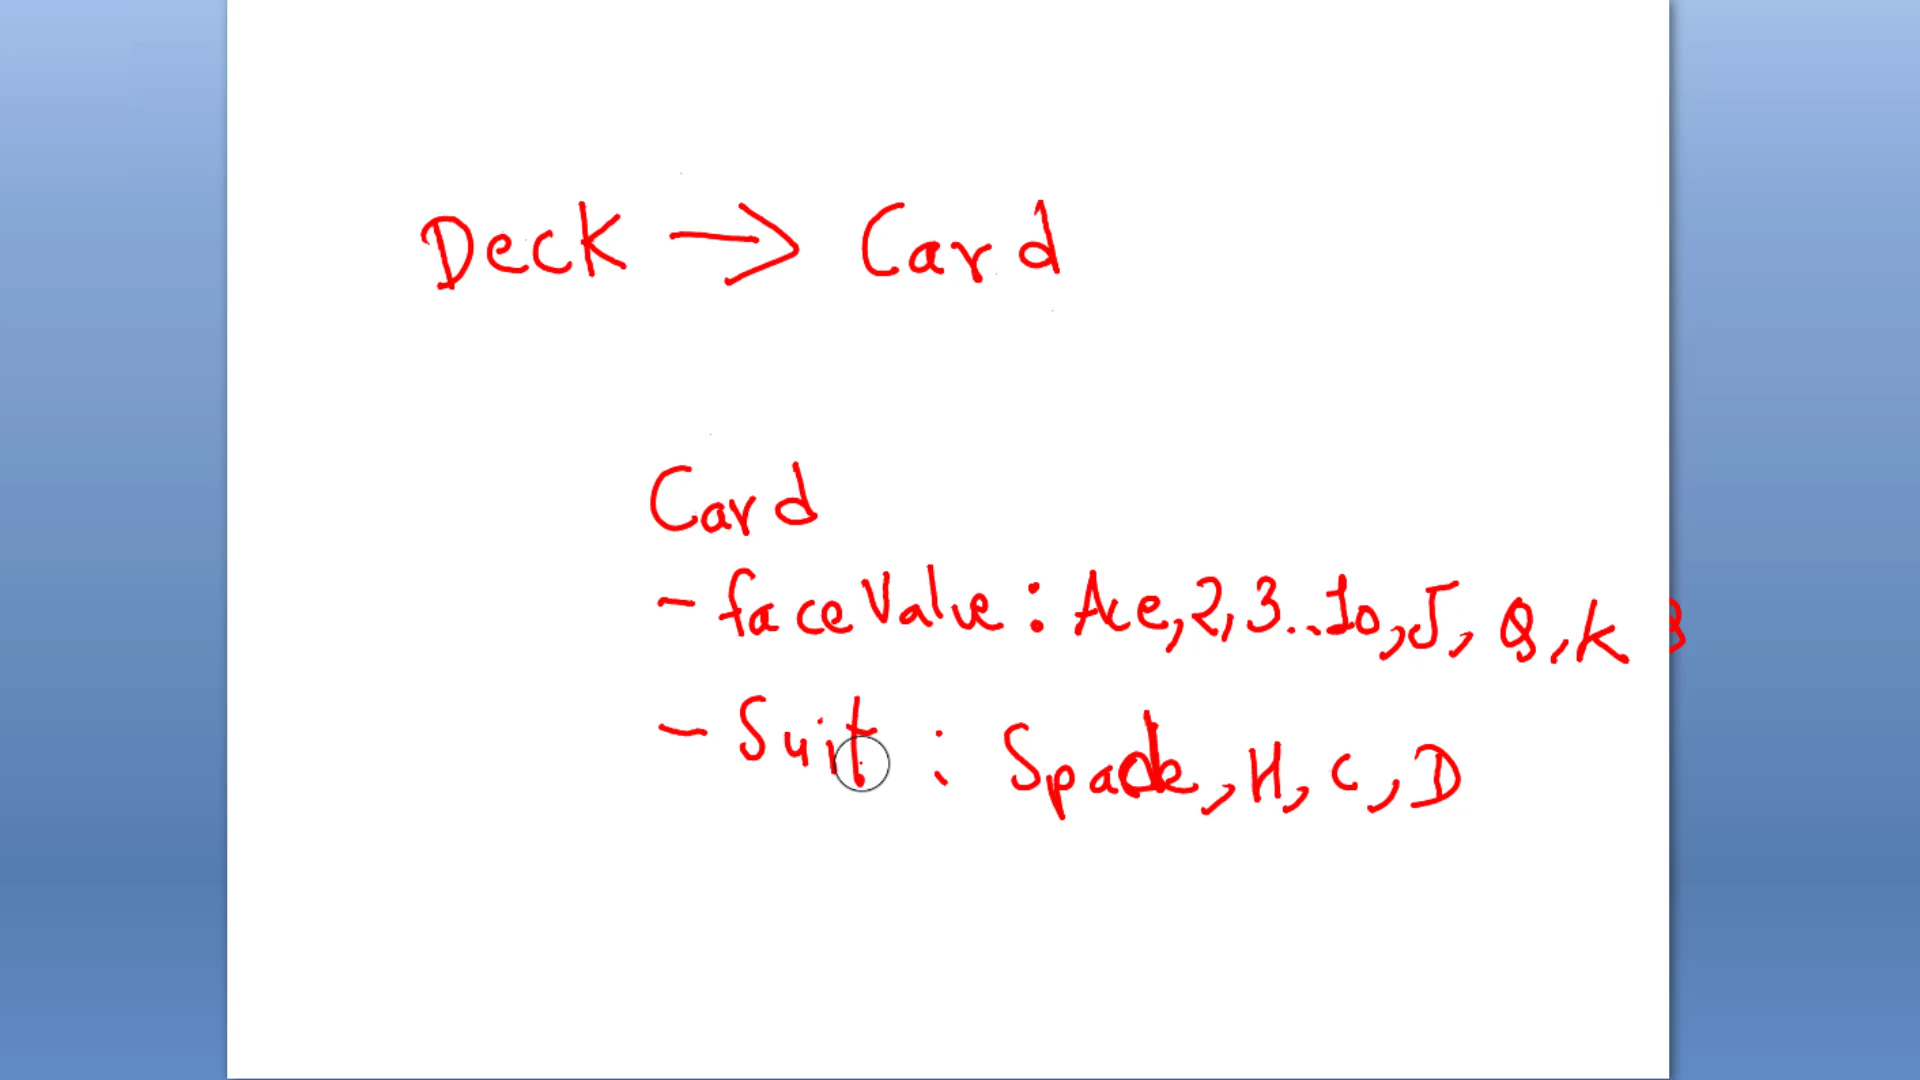 Deck → Card
Card
- faceValue : Ace, 2, 3..10, J, Q, K
- Suit : Spade, H, C, D